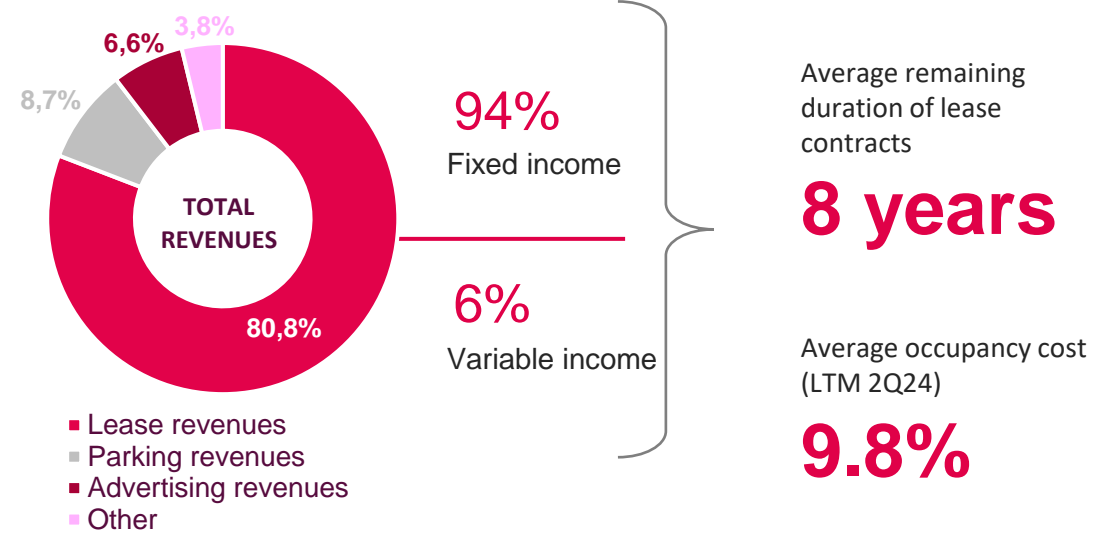 3,8%
6,6%
8,7%
TOTAL
REVENUES
80,8%
Lease revenues
Parking revenues
Advertising revenues
Other
94%
Fixed income
6%
Variable income
Average remaining
duration of lease
contracts
8 years
Average occupancy cost
(LTM 2Q24)
9.8%